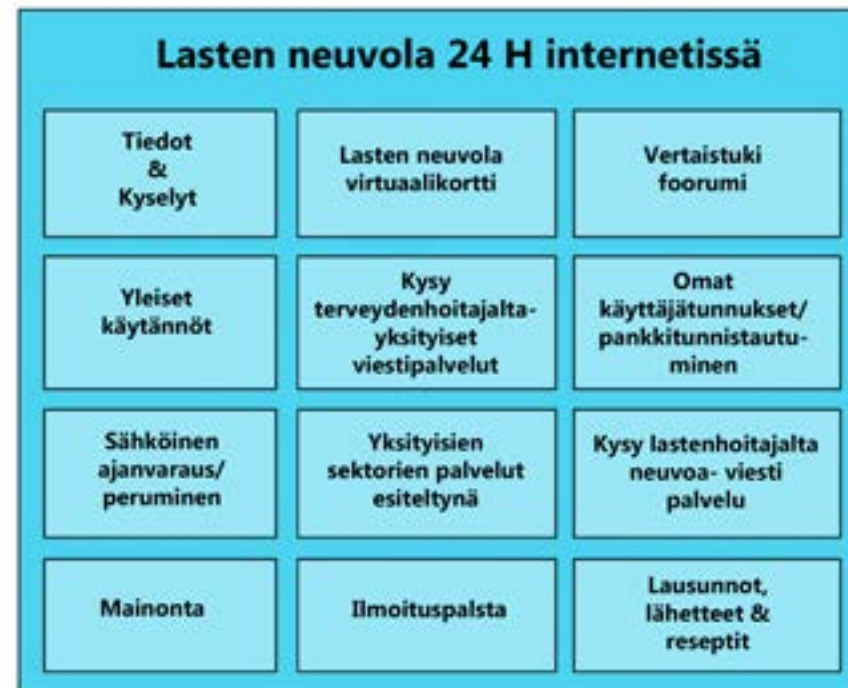 Lasten neuvola 24 H internetissä
Tiedot
&
Kyselyt
Lasten neuvola
virtuaalikortti
Vertaistuki
foorumi
Yleiset
käytännöt
Kysy
terveydenhoitajalta-
yksityiset
viestipalvelut
Omat
käyttäjätunnukset/
pankkitunnistautu-
minen
Sähköinen
ajanvaraus/
peruminen
Yksityisien
sektorien palvelut
esiteltynä
Kysy lastenhoitajalta
neuvoa- viesti
palvelu
Mainonta
Ilmoituspalsta
Lausunnot,
lähetteet &
reseptit